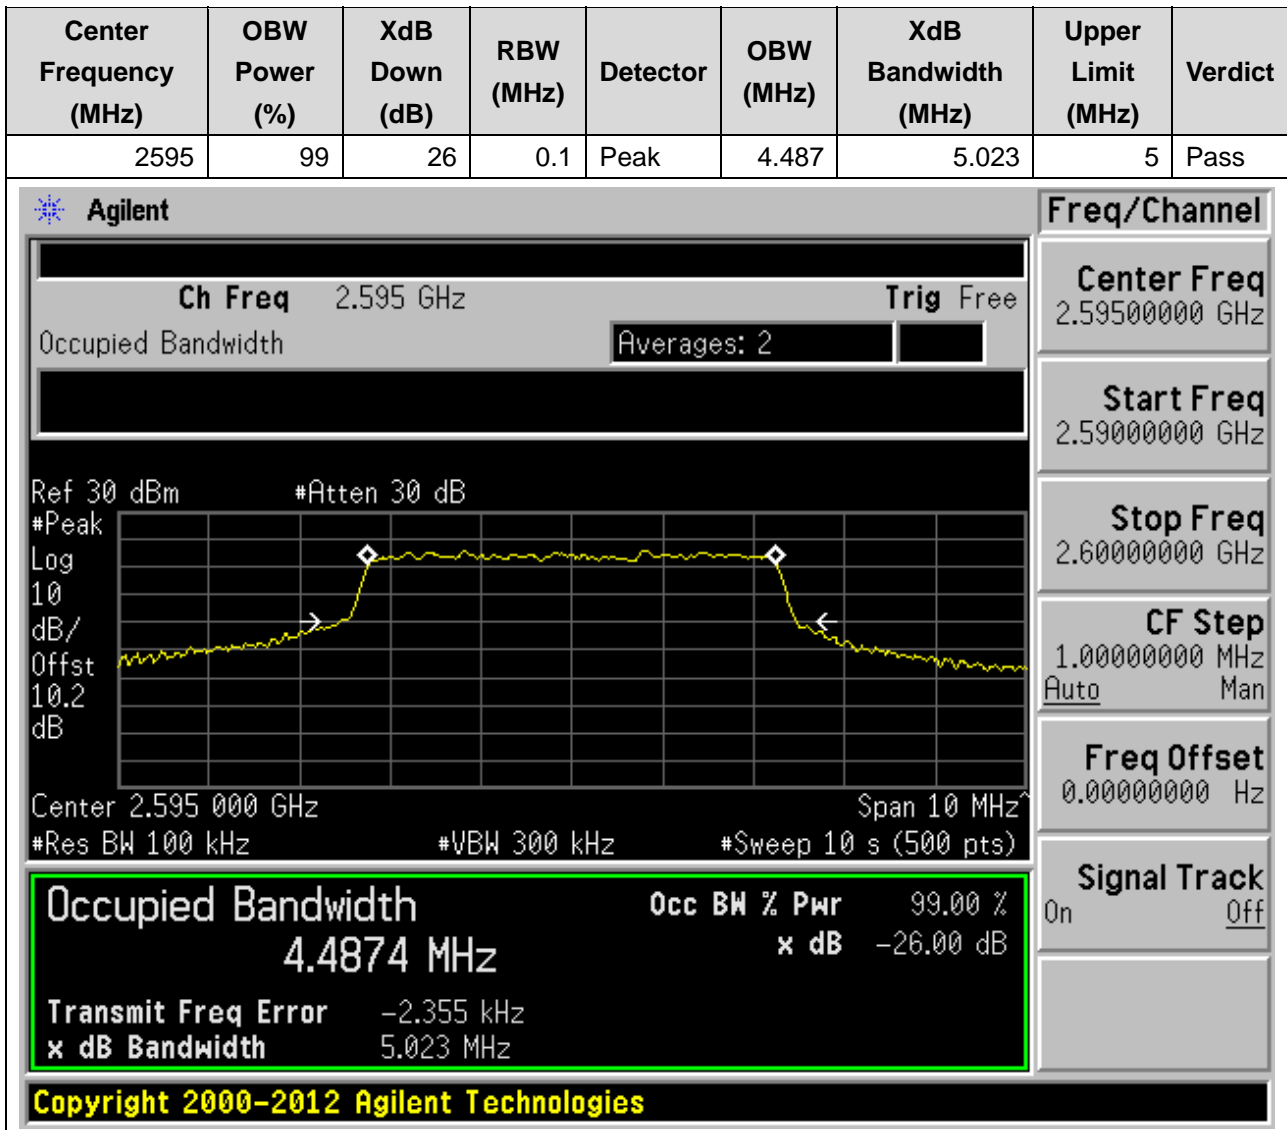 Center Frequency (MHz) OBW Power (%) XdB Down (dB) RBW (MHz) Detector OBW (MHz) XdB Bandwidth (MHz) Upper Limit (MHz) Verdict
2595 99 26 0.1 Peak 4.487 5.023 5 Pass
Agilent
Ch Freq 2.595 GHz Trig Free
Occupied Bandwidth Averages: 2
Ref 30 dBm #Atten 30 dB
#Peak
Log
10
dB/
Offst
10.2
dB
Center 2.595 000 GHz Span 10 MHz^
#Res BW 100 kHz #VBW 300 kHz #Sweep 10 s (500 pts)
Occupied Bandwidth Occ BW % Pwr 99.00 %
4.4874 MHz x dB -26.00 dB
Transmit Freq Error -2.355 kHz
x dB Bandwidth 5.023 MHz
Copyright 2000-2012 Agilent Technologies
Freq/Channel
Center Freq
2.59500000 GHz
Start Freq
2.59000000 GHz
Stop Freq
2.60000000 GHz
CF Step
1.00000000 MHz
Auto Man
Freq Offset
0.00000000 Hz
Signal Track
On Off